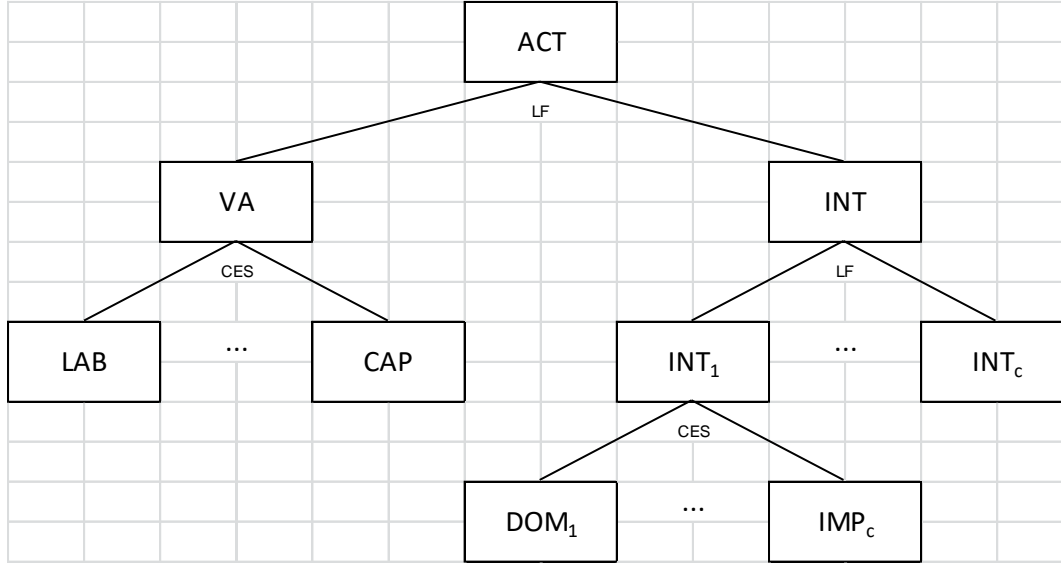 ACT
LF
VA
INT
CES
LF
LAB
...
CAP
INT₁
...
INTc
CES
DOM₁
...
IMPc